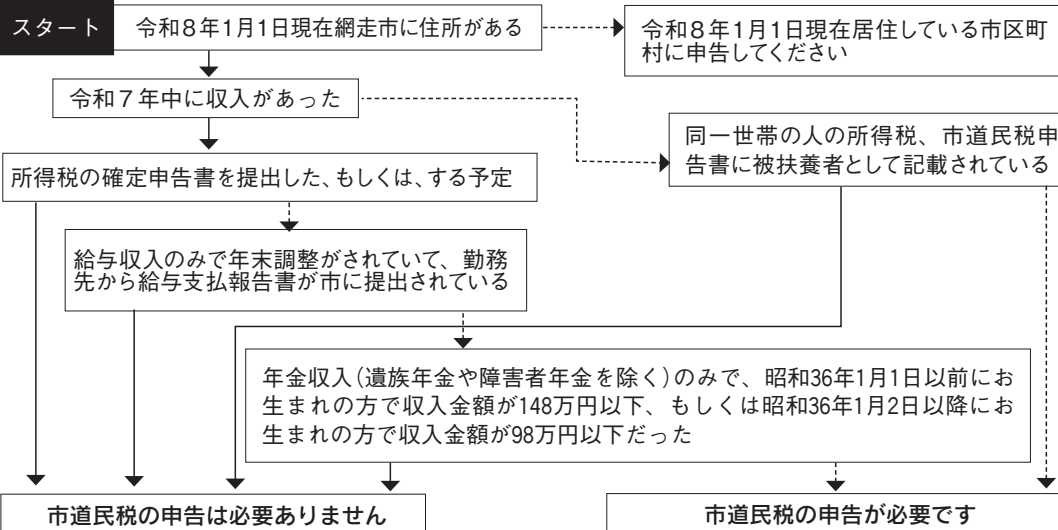 スタート
令和8年1月1日現在網走市に住所がある
令和8年1月1日現在居住している市区町
村に申告してください
令和7年中に収入があった
同一世帯の人の所得税、市道民税申
告書に被扶養者として記載されている
所得税の確定申告書を提出した、もしくは、する予定
給与収入のみで年末調整がされていて、勤務
先から給与支払報告書が市に提出されている
年金収入(遺族年金や障害者年金を除く)のみで、昭和36年1月1日以前にお
生まれの方で収入金額が148万円以下、もしくは昭和36年1月2日以降にお
生まれの方で収入金額が98万円以下だった
市道民税の申告は必要ありません
市道民税の申告が必要です